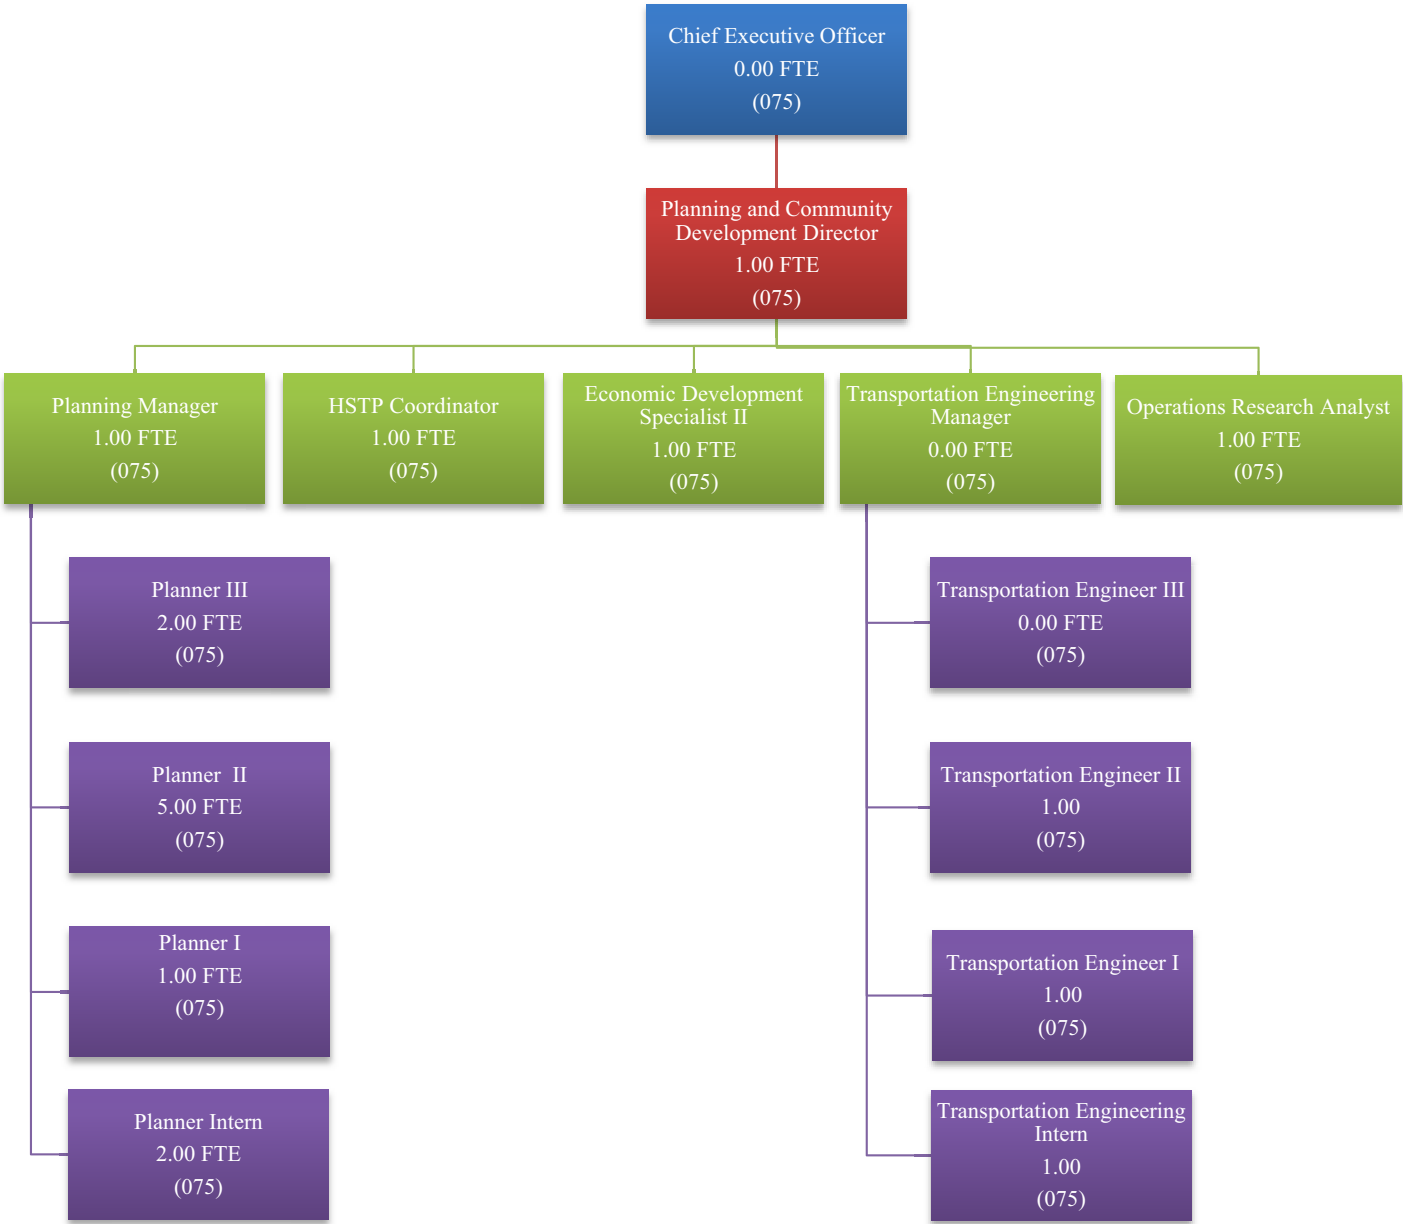 Chief Executive Officer
0.00 FTE
(075)
Planning and Community
Development Director
1.00 FTE
(075)
Planning Manager
1.00 FTE
(075)
HSTP Coordinator
1.00 FTE
(075)
Economic Development
Specialist II
1.00 FTE
(075)
Transportation Engineering
Manager
0.00 FTE
(075)
Operations Research Analyst
1.00 FTE
(075)
Planner III
2.00 FTE
(075)
Planner  II
5.00 FTE
(075)
Planner I
1.00 FTE
(075)
Planner Intern
2.00 FTE
(075)
Transportation Engineer III
0.00 FTE
(075)
Transportation Engineer II
1.00
(075)
Transportation Engineer I
1.00
(075)
Transportation Engineering
Intern
1.00
(075)